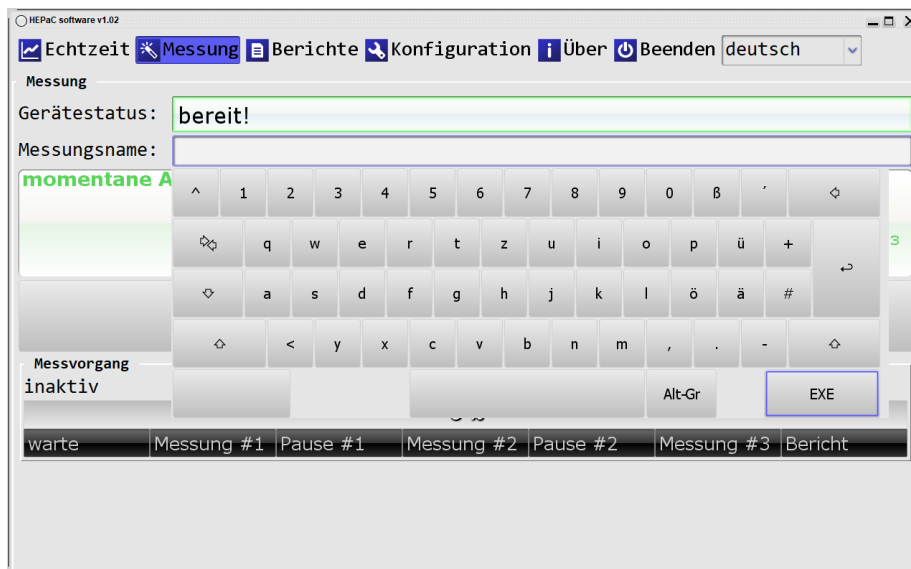 HEPaC software v1.02
Echtzeit Messung Berichte Konfiguration Über Beenden deutsch
Messung
Gerätestatus: bereit!
Messungsname:
momentane A
^ 1 2 3 4 5 6 7 8 9 0 ß ´
q w e r t z u i o p ü +
3
a s d f g h j k l ö ä #
< y x c v b n m , . -
Messvorgang
inaktiv
Alt-Gr EXE
warte Messung #1 Pause #1 Messung #2 Pause #2 Messung #3 Bericht